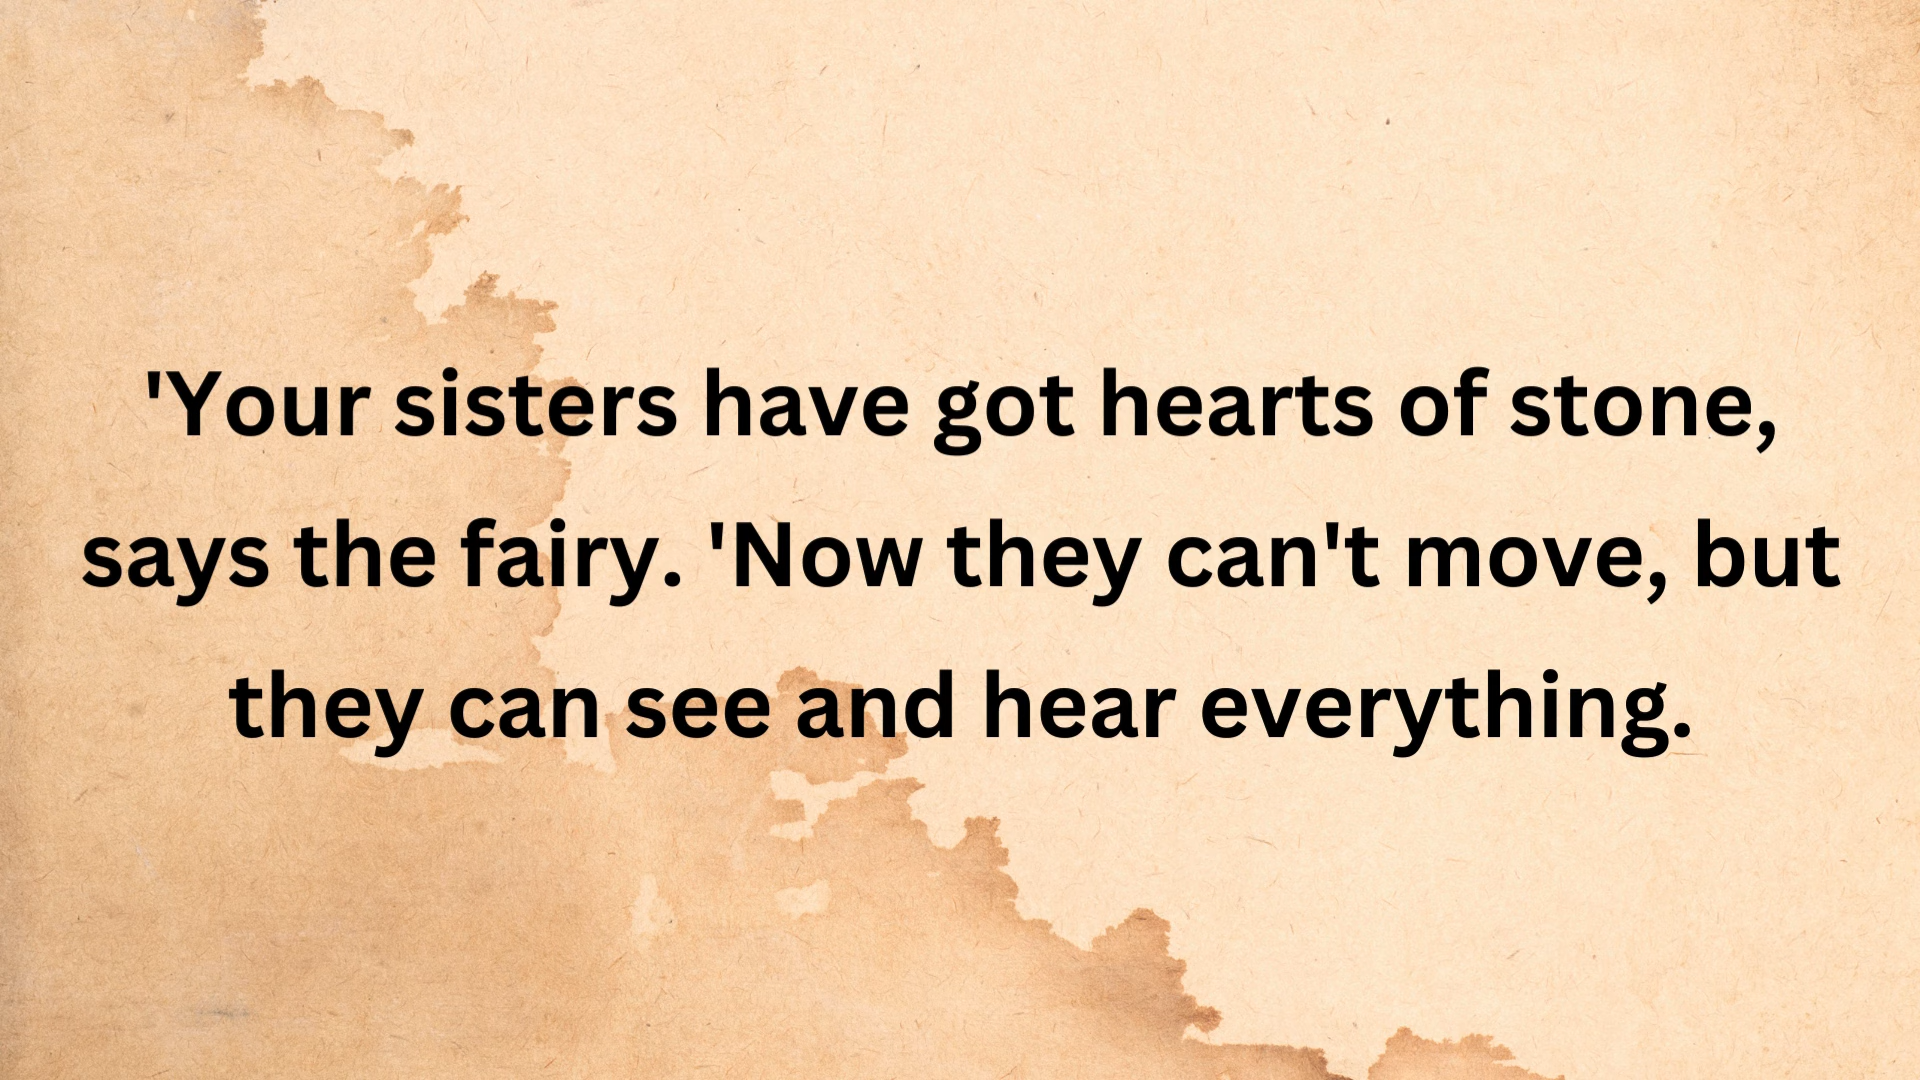 'Your sisters have got hearts of stone,
says the fairy. 'Now they can't move, but
they can see and hear everything.